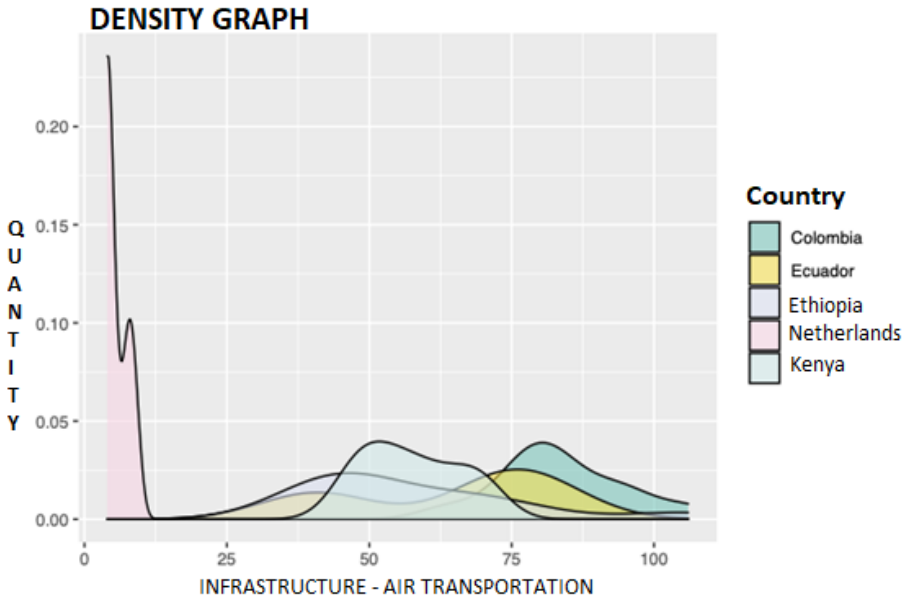 DENSITY GRAPH
QUANTITY
0.20
0.15
0.10
0.05
0.00
0 25 50 75 100
INFRASTRUCTURE - AIR TRANSPORTATION
Country
Colombia
Ecuador
Ethiopia
Netherlands
Kenya